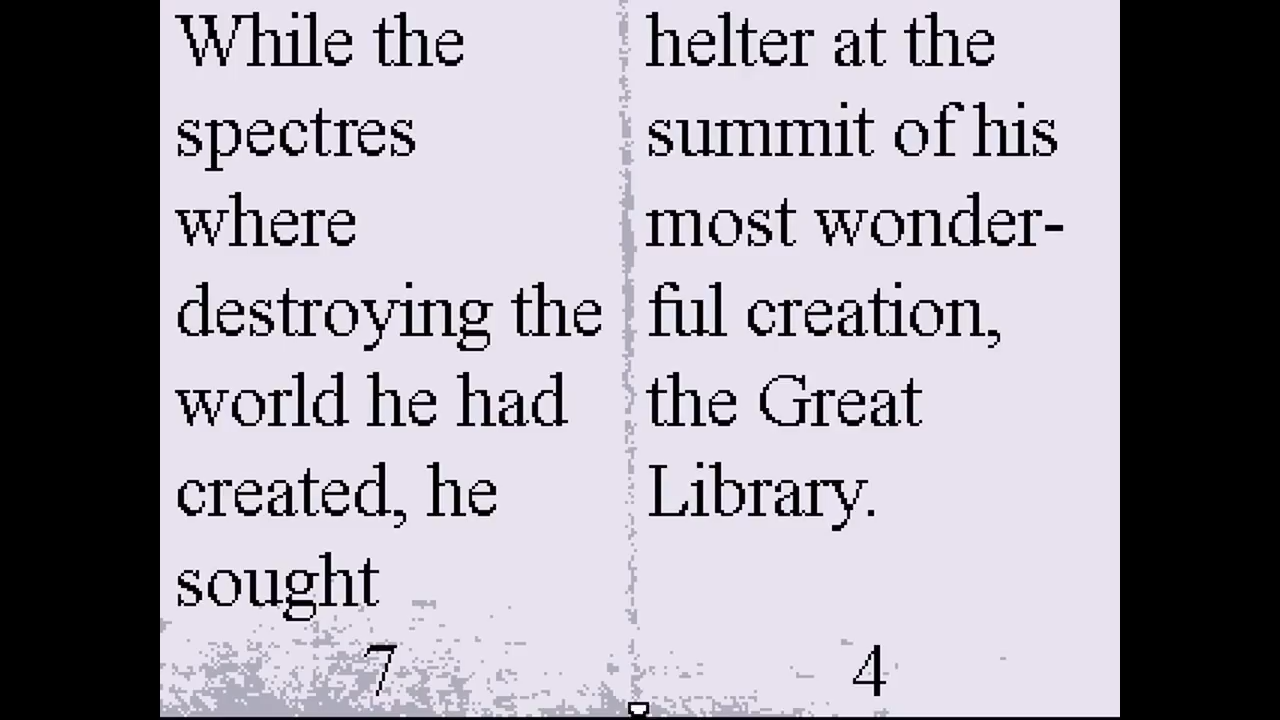 While the
spectres
where
destroying the
world he had
created, he
sought
7
helter at the
summit of his
most wonder-
ful creation,
the Great
Library.
4